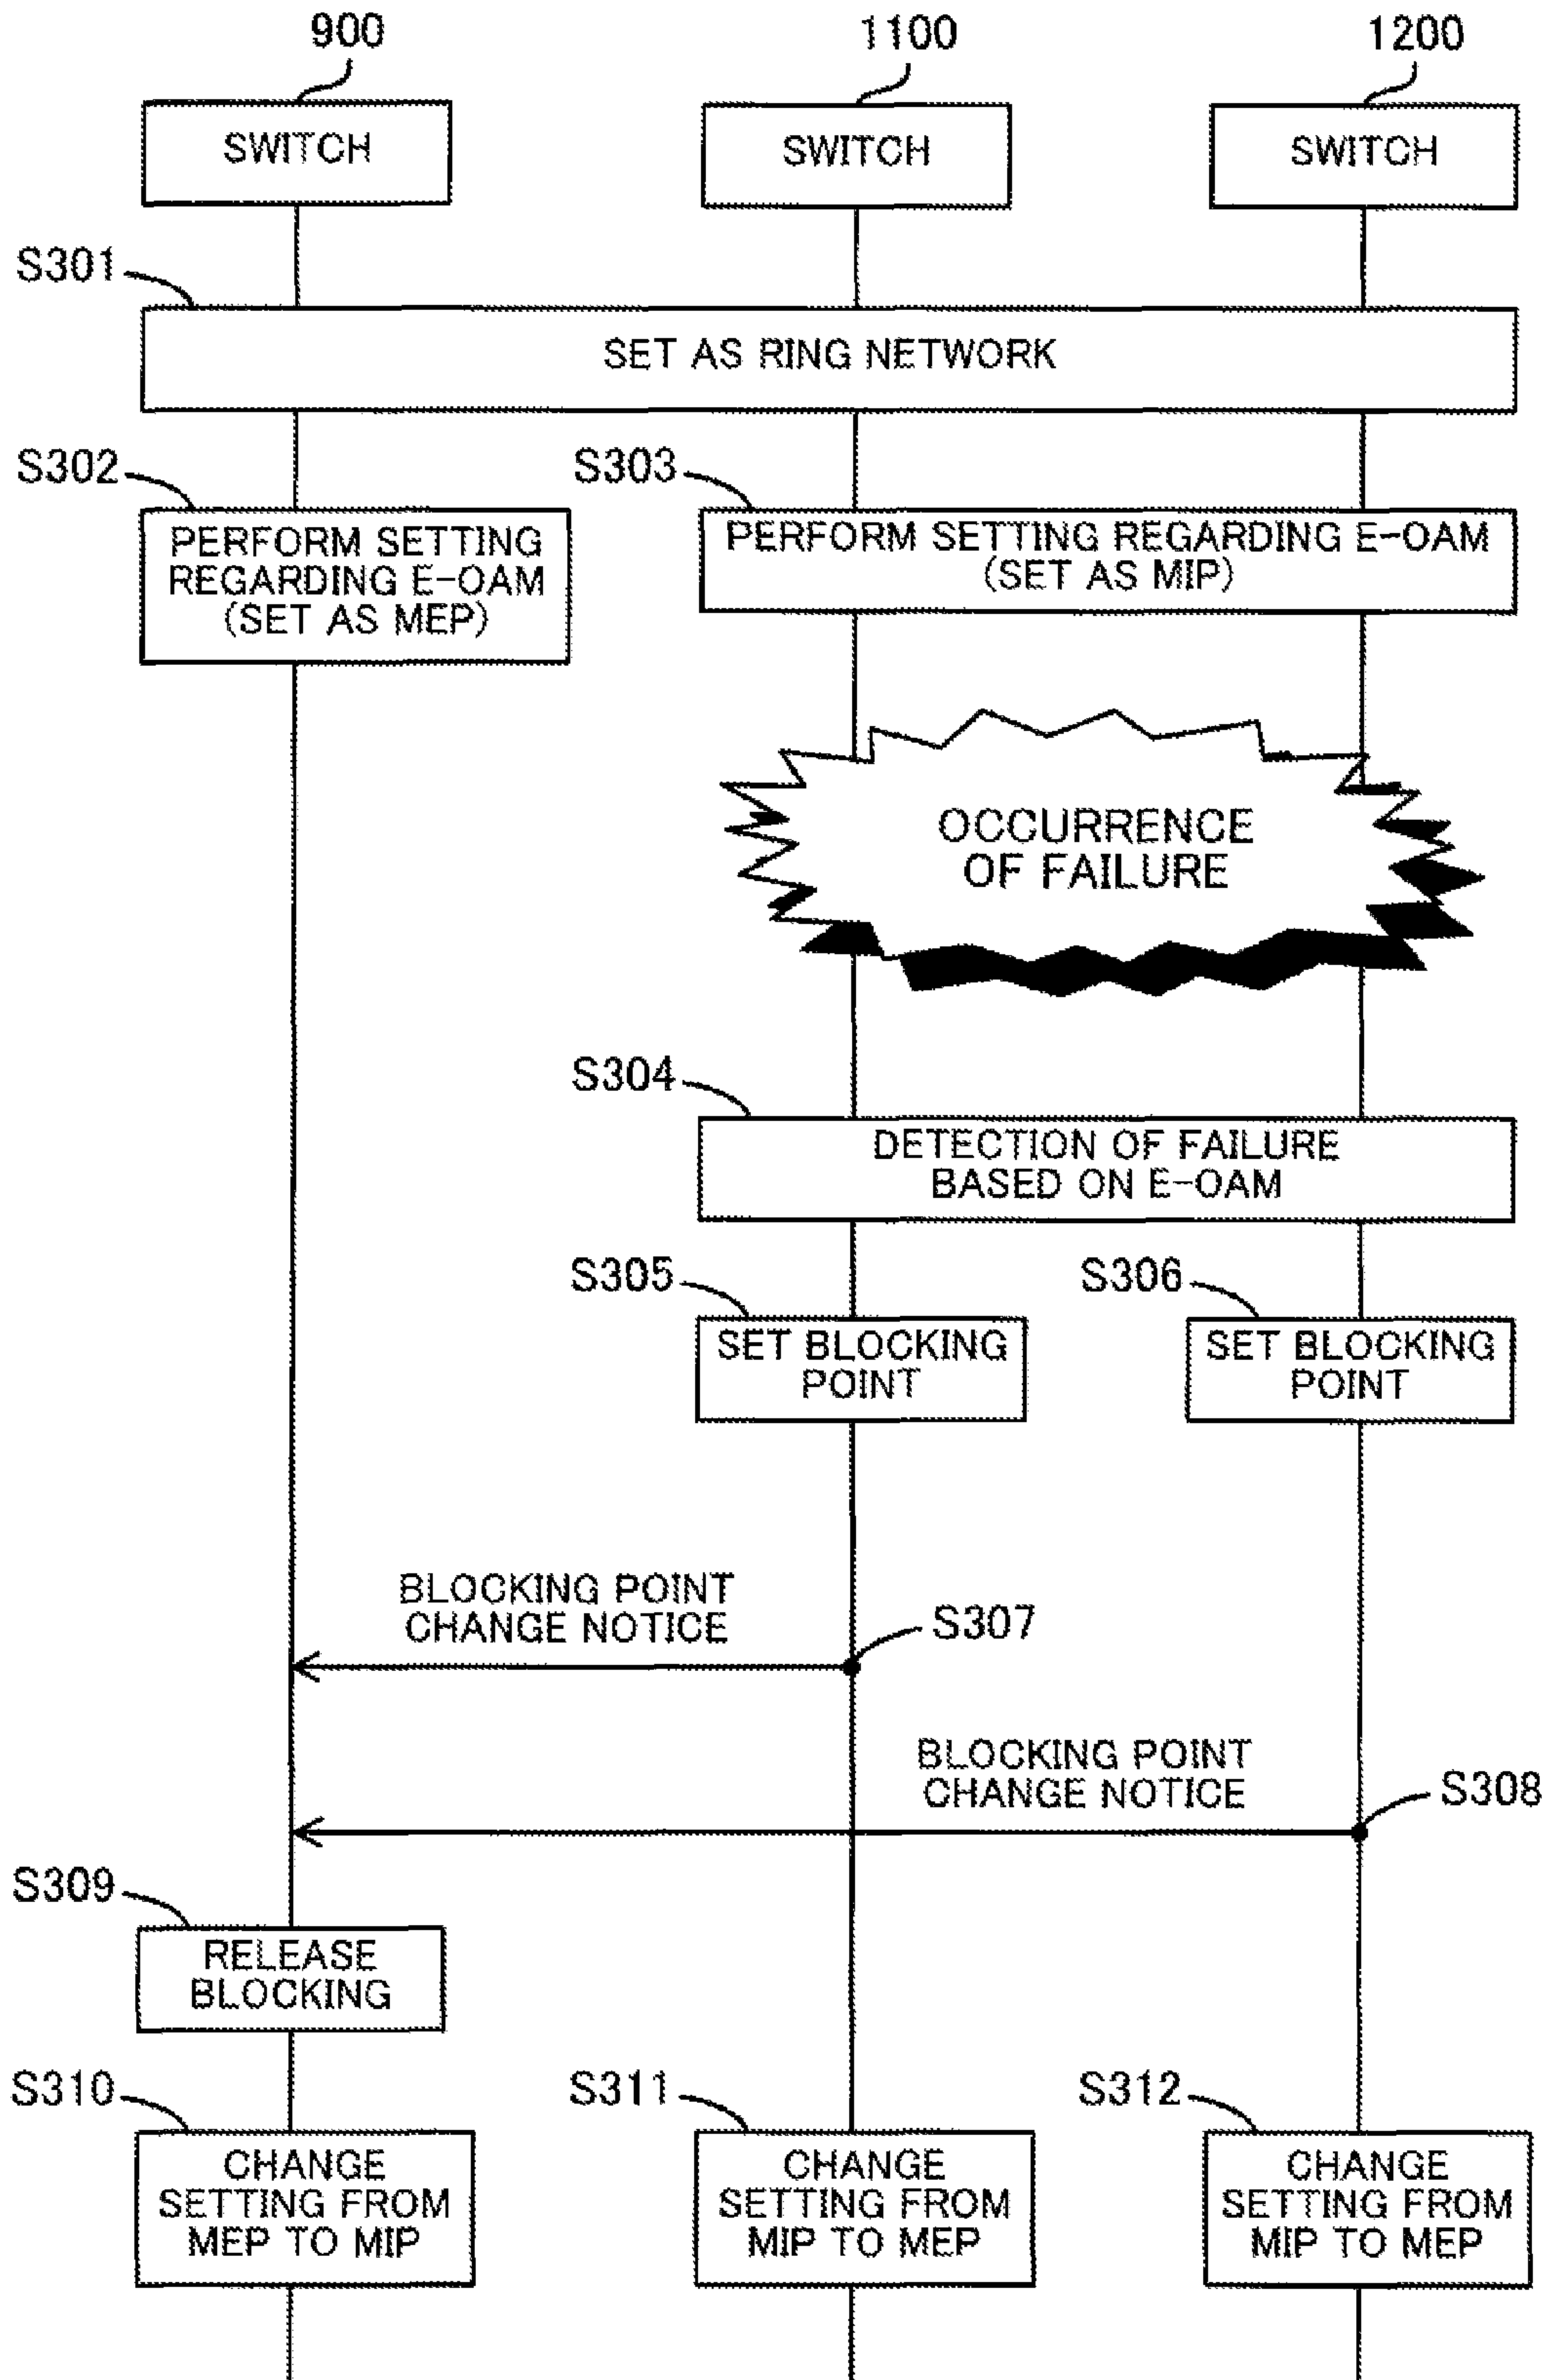 900
1100
1200
SWITCH
SWITCH
SWITCH
S301
SET AS RING NETWORK
S302
S303
PERFORM SETTING
REGARDING E-OAM
(SET AS MEP)
PERFORM SETTING REGARDING E-OAM
(SET AS MIP)
OCCURRENCE
OF FAILURE
S304
DETECTION OF FAILURE
BASED ON E-OAM
S305
S306
SET BLOCKING
POINT
SET BLOCKING
POINT
BLOCKING POINT
CHANGE NOTICE
S307
BLOCKING POINT
CHANGE NOTICE
S308
S309
RELEASE
BLOCKING
S310
S311
S312
CHANGE
SETTING FROM
MEP TO MIP
CHANGE
SETTING FROM
MIP TO MEP
CHANGE
SETTING FROM
MIP TO MEP